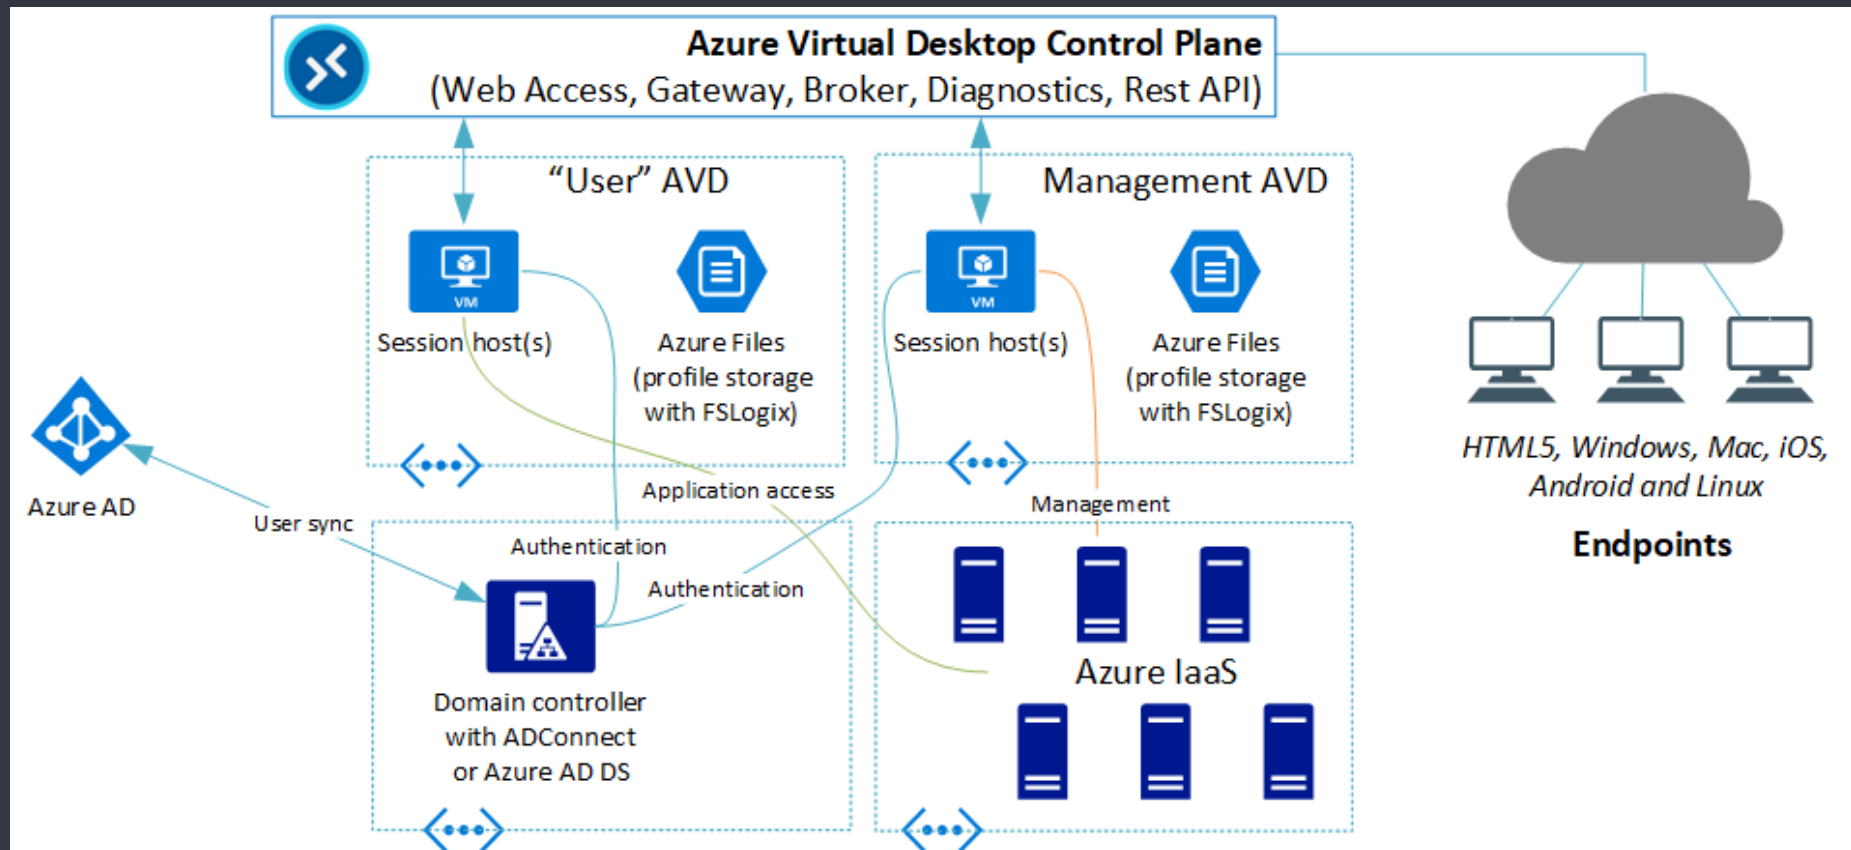 Azure Virtual Desktop Control Plane
(Web Access, Gateway, Broker, Diagnostics, Rest API)
“User” AVD
Management AVD
VM
VM
Session host(s)
Azure Files
(profile storage
with FSLogix)
Session host(s)
Azure Files
(profile storage
with FSLogix)
HTML5, Windows, Mac, iOS,
Android and Linux
Endpoints
Azure AD
User sync
Application access
Management
Authentication
Authentication
Domain controller
with ADConnect
or Azure AD DS
Azure IaaS